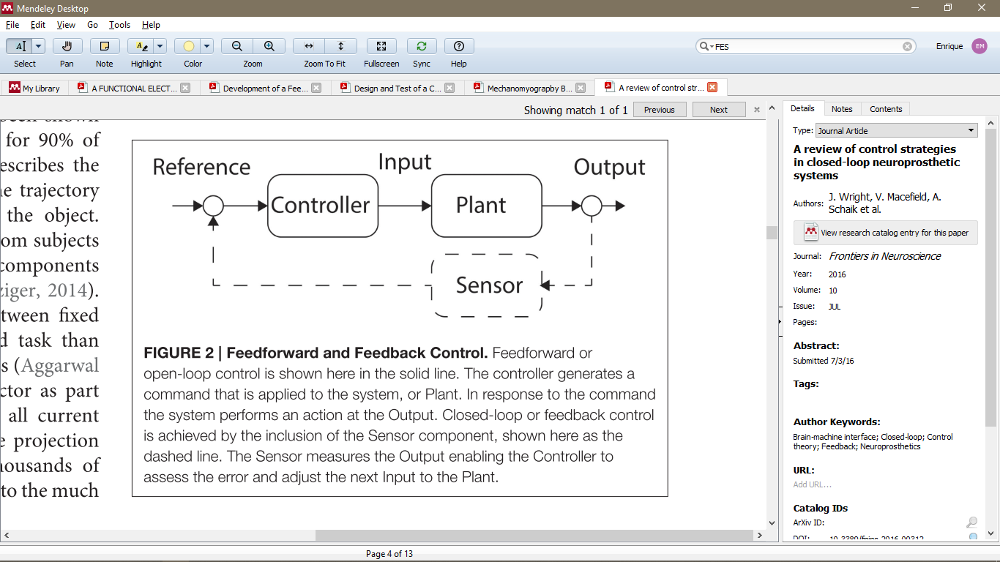 Mendeley Desktop
File Edit View Go Tools Help
Select Pan Note Highlight Color Zoom Zoom To Fit Fullscreen Sync Help
FES
Enrique EM
My Library A FUNCTIONAL ELECT... Development of a Fee... Design and Test of a C... Mechanomyograpby B... A review of control str...
Showing match 1 of 1 Previous Next
for 90% of
escribes the
e trajectory
the object.
om subjects
components
ziger, 2014).
tween fixed
d task than
s (Aggarwal
ctor as part
all current
e projection
housands of
to the much
Reference Input Output
Controller Plant
Sensor
FIGURE 2 | Feedforward and Feedback Control. Feedforward or
open-loop control is shown here in the solid line. The controller generates a
command that is applied to the system, or Plant. In response to the command
the system performs an action at the Output. Closed-loop or feedback control
is achieved by the inclusion of the Sensor component, shown here as the
dashed line. The Sensor measures the Output enabling the Controller to
assess the error and adjust the next Input to the Plant.
Details Notes Contents
Type: Journal Article
A review of control strategies
in closed-loop neuroprosthetic
systems
Authors: J. Wright, V. Macefield, A.
Schaik et al.
View research catalog entry for this paper
Journal: Frontiers in Neuroscience
Year: 2016
Volume: 10
Issue: JUL
Pages:
Abstract:
Submitted 7/3/16
Tags:
Author Keywords:
Brain-machine interface; Closed-loop; Control
theory; Feedback; Neuroprosthetics
URL:
Add URL...
Catalog IDs
ArXiv ID:
DOI:
Page 4 of 13